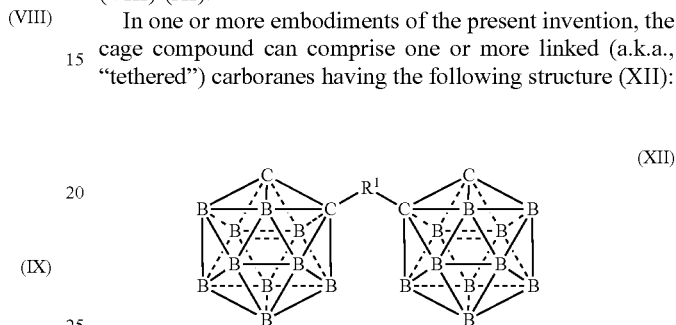 (VIII)
In one or more embodiments of the present invention, the
15
cage compound can comprise one or more linked (a.k.a.,
“tethered”) carboranes having the following structure (XII):
(XII)
C C
20 R¹
B B C C B B
B B B B
(IX) B B B B
B B B B B B
B B